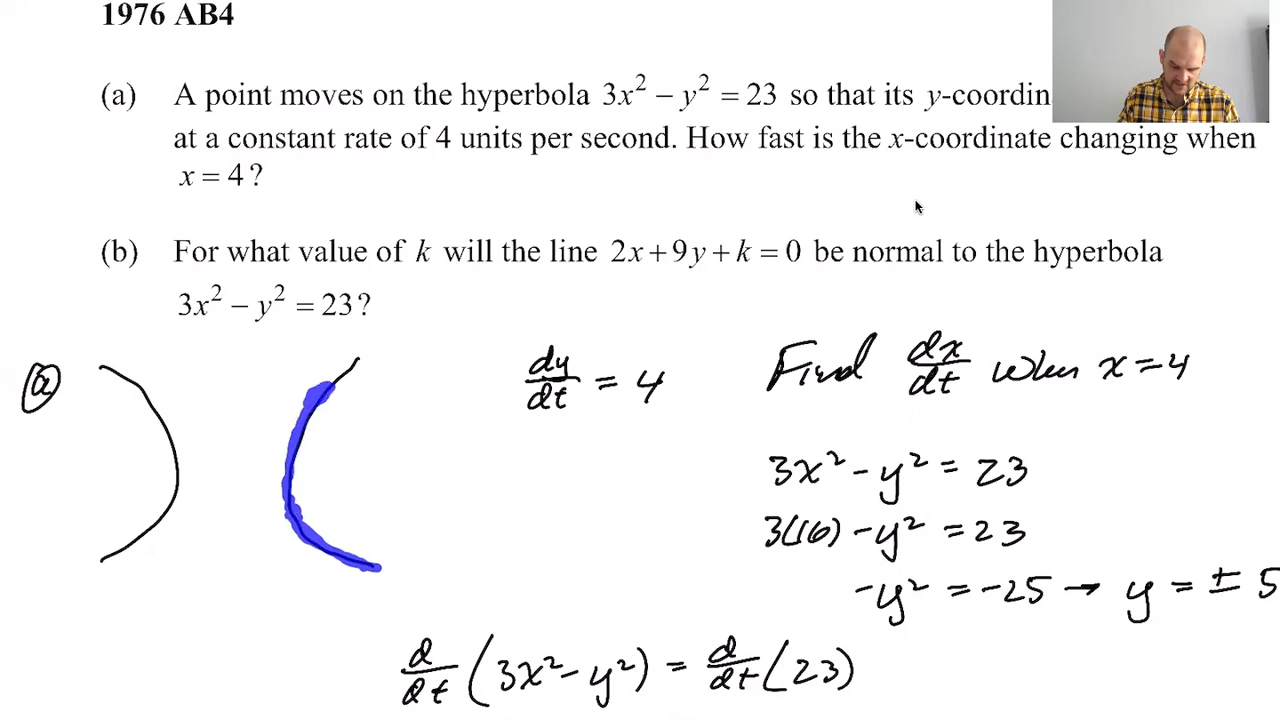 1976 AB4
(a) A point moves on the hyperbola 3x² − y² = 23 so that its y-coordin
at a constant rate of 4 units per second. How fast is the x-coordinate changing when
x = 4?
(b) For what value of k will the line 2x + 9y + k = 0 be normal to the hyperbola
3x² − y² = 23?
(a) dy/dt = 4 Find dx/dt when x = 4
3x² − y² = 23
3(16) − y² = 23
−y² = −25 → y = ± 5
d/dt (3x² − y²) = d/dt (23)